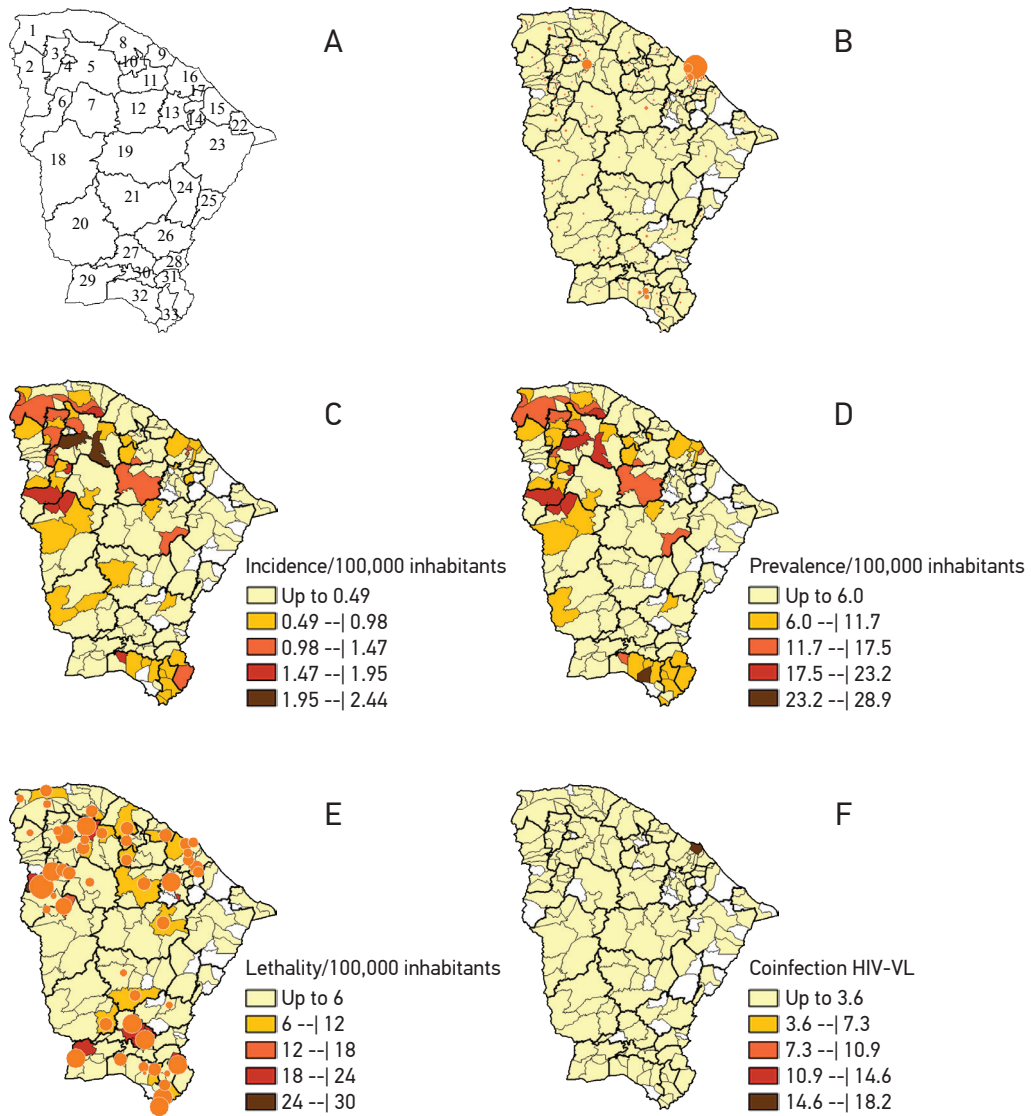 A
1
2
3
4
5
6
7
8
9
10
11
12
13
14
15
16
17
18
19
20
21
22
23
24
25
26
27
28
29
30
31
32
33
B
C
Incidence/100,000 inhabitants
Up to 0.49
0.49 --| 0.98
0.98 --| 1.47
1.47 --| 1.95
1.95 --| 2.44
D
Prevalence/100,000 inhabitants
Up to 6.0
6.0 --| 11.7
11.7 --| 17.5
17.5 --| 23.2
23.2 --| 28.9
E
Lethality/100,000 inhabitants
Up to 6
6 --| 12
12 --| 18
18 --| 24
24 --| 30
F
Coinfection HIV-VL
Up to 3.6
3.6 --| 7.3
7.3 --| 10.9
10.9 --| 14.6
14.6 --| 18.2